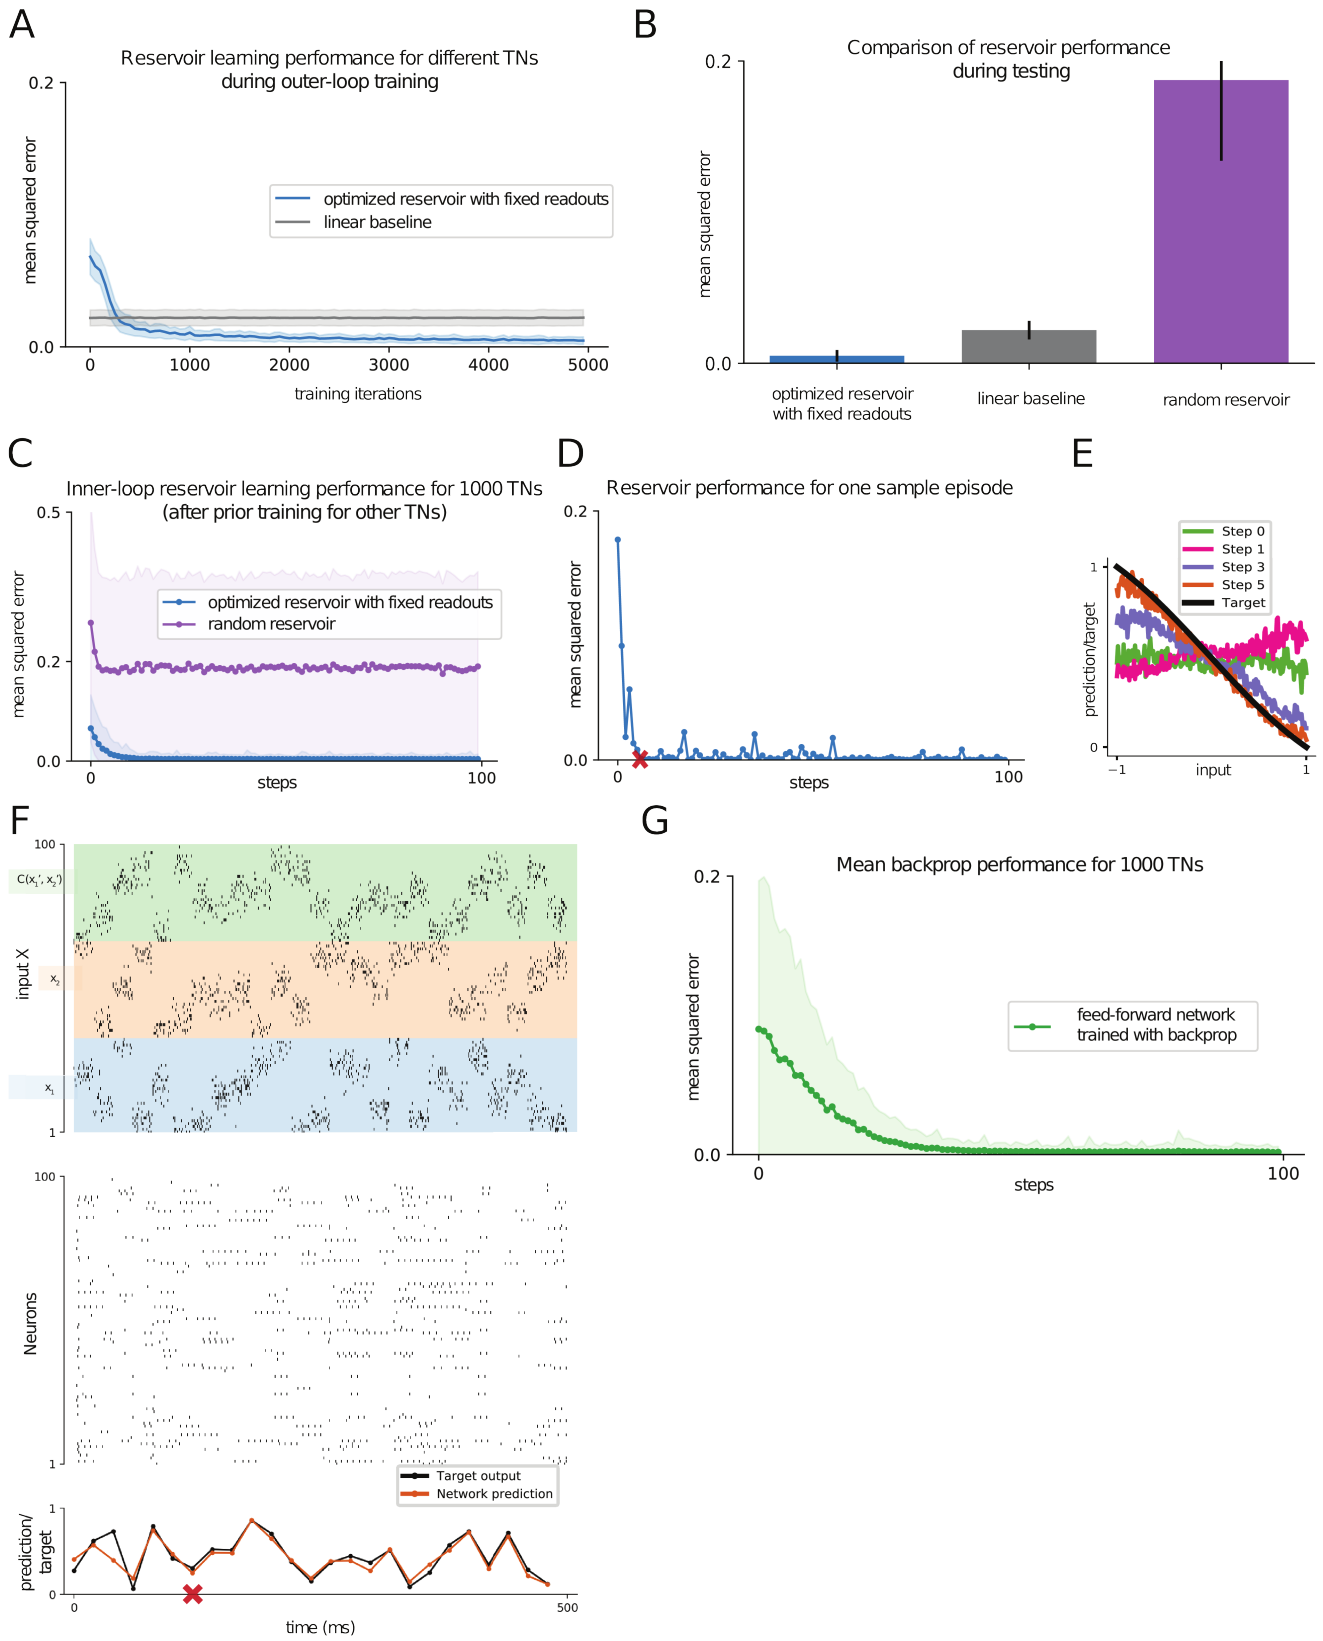 A
Reservoir learning performance for different TNs
during outer-loop training
0.2
mean squared error
optimized reservoir with fixed readouts
linear baseline
0.0
0
1000
2000
3000
4000
5000
training iterations
B
Comparison of reservoir performance
during testing
0.2
mean squared error
0.0
optimized reservoir
with fixed readouts
linear baseline
random reservoir
C
Inner-loop reservoir learning performance for 1000 TNs
(after prior training for other TNs)
0.5
mean squared error
optimized reservoir with fixed readouts
random reservoir
0.2
0.0
0
steps
100
D
Reservoir performance for one sample episode
0.2
mean squared error
0.0
0
steps
100
E
Step 0
Step 1
Step 3
Step 5
Target
1
prediction/target
0
−1
input
1
F
100
C(x₁', x₂')
input X
x₂
x₁
1
100
Neurons
1
Target output
Network prediction
1
prediction/
target
0
0
500
time (ms)
G
Mean backprop performance for 1000 TNs
0.2
mean squared error
feed-forward network
trained with backprop
0.0
0
steps
100